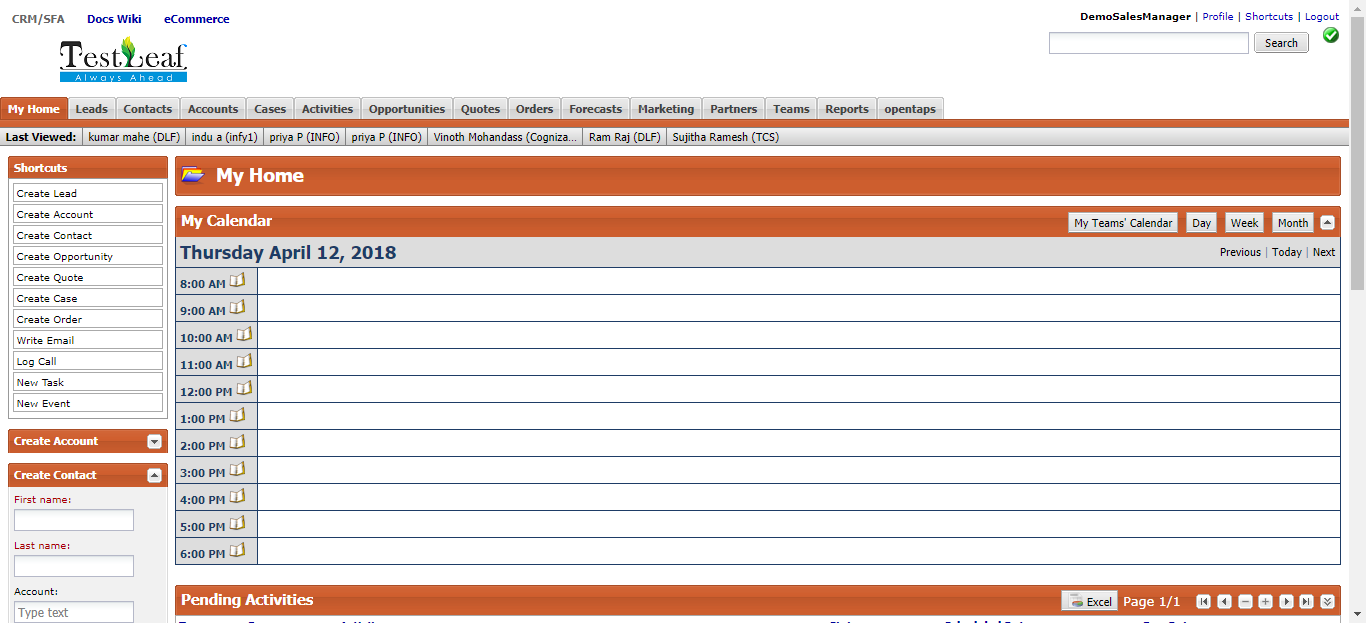 CRM/SFA Docs Wiki eCommerce
DemoSalesManager | Profile | Shortcuts | Logout
Search
TestLeaf
Always Ahead
My Home Leads Contacts Accounts Cases Activities Opportunities Quotes Orders Forecasts Marketing Partners Teams Reports opentaps
Last Viewed: kumar mahe (DLF) indu a (infy1) priya P (INFO) priya P (INFO) Vinoth Mohandass (Cogniza... Ram Raj (DLF) Sujitha Ramesh (TCS)
Shortcuts
Create Lead
Create Account
Create Contact
Create Opportunity
Create Quote
Create Case
Create Order
Write Email
Log Call
New Task
New Event
Create Account
Create Contact
First name:
Last name:
Account:
Type text
My Home
My Calendar
My Teams' Calendar Day Week Month
Thursday April 12, 2018
Previous | Today | Next
8:00 AM
9:00 AM
10:00 AM
11:00 AM
12:00 PM
1:00 PM
2:00 PM
3:00 PM
4:00 PM
5:00 PM
6:00 PM
Pending Activities
Excel Page 1/1